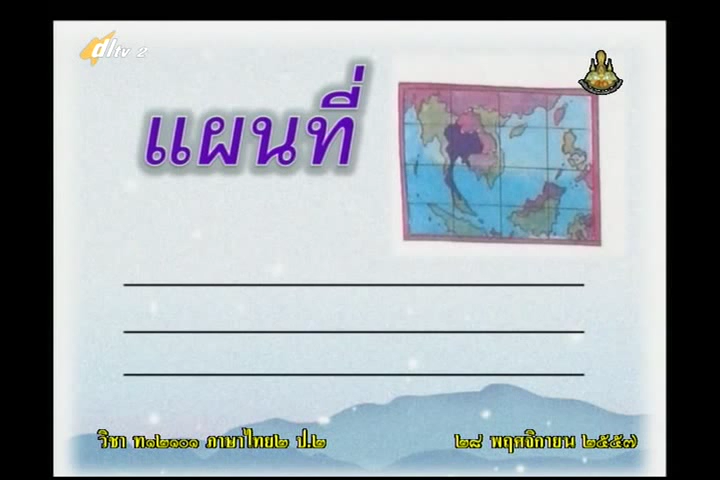 dltv 2
แผนที่
วิชา ท๑๒๑๐๑ ภาษาไทย๒ ป.๒
๒๘ พฤศจิกายน ๒๕๕๗